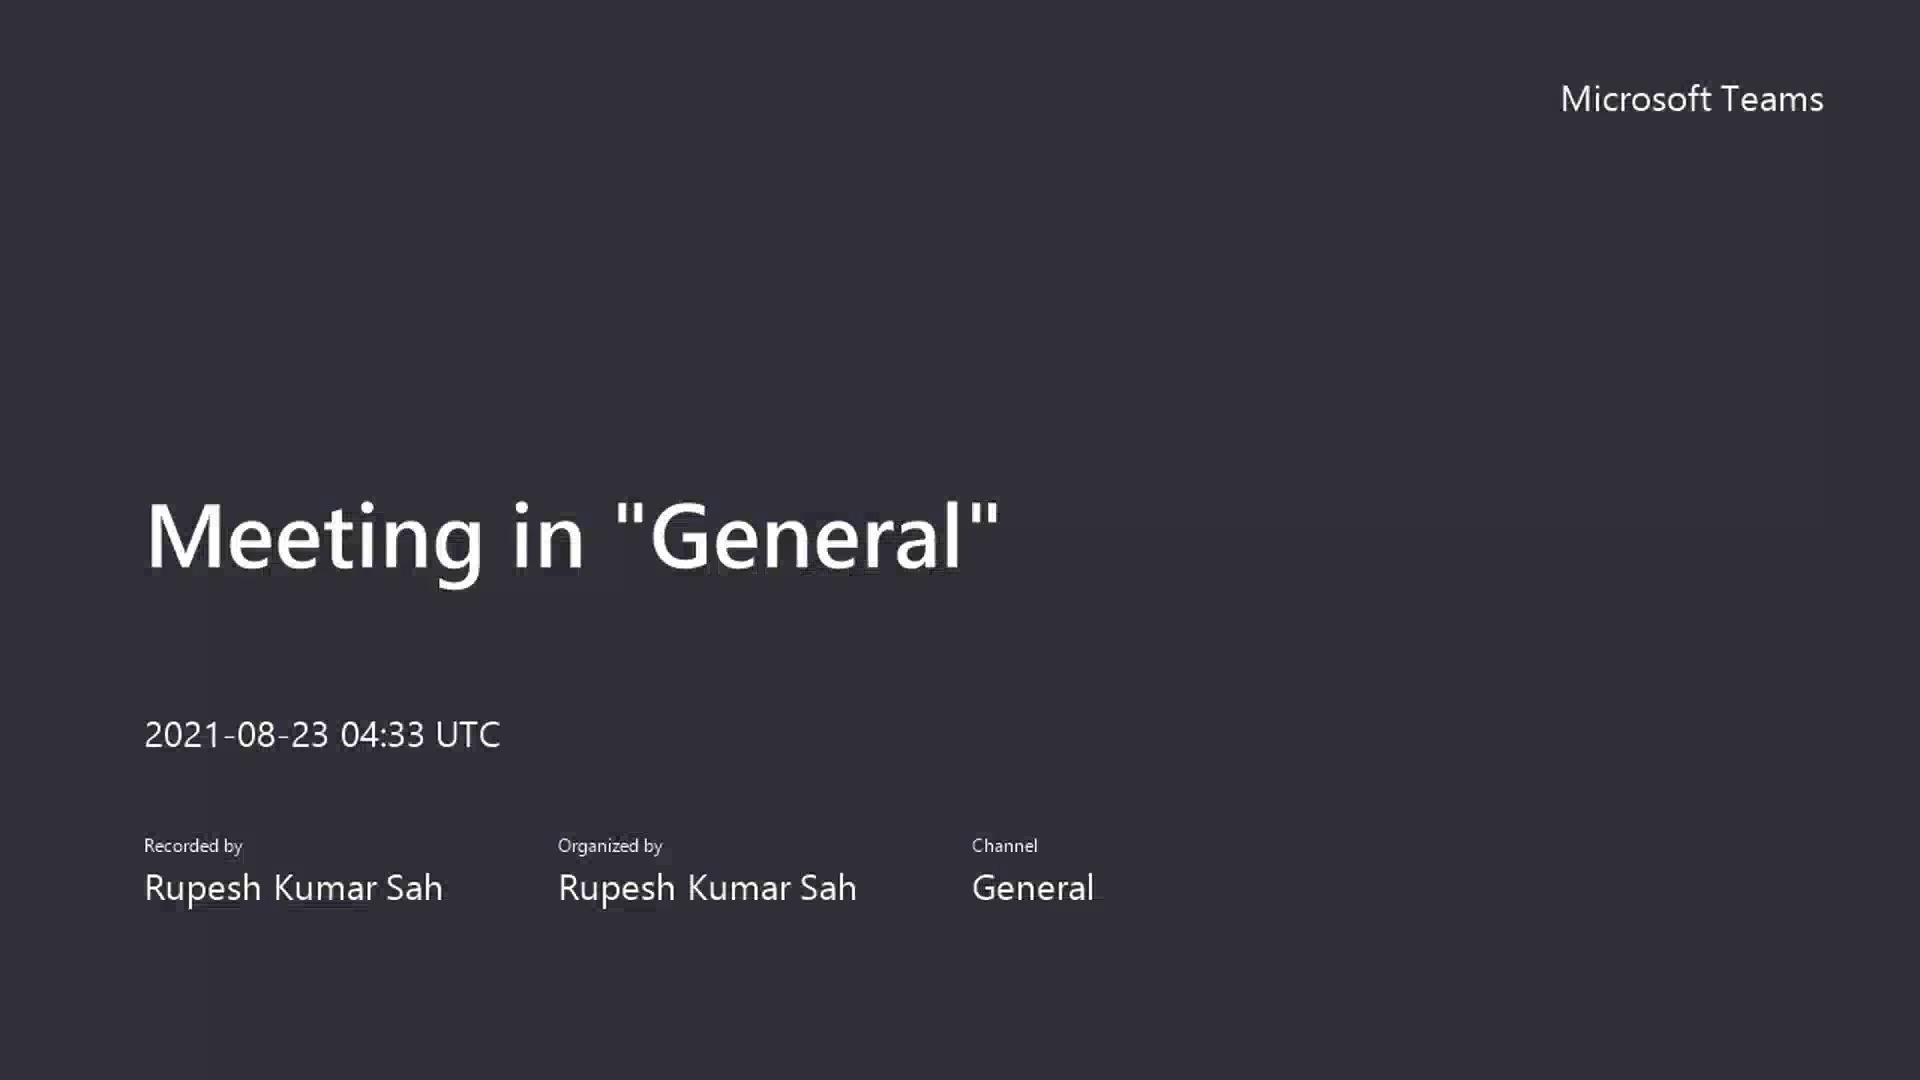 Microsoft Teams
Meeting in "General"
2021-08-23 04:33 UTC
Recorded by
Rupesh Kumar Sah
Organized by
Rupesh Kumar Sah
Channel
General